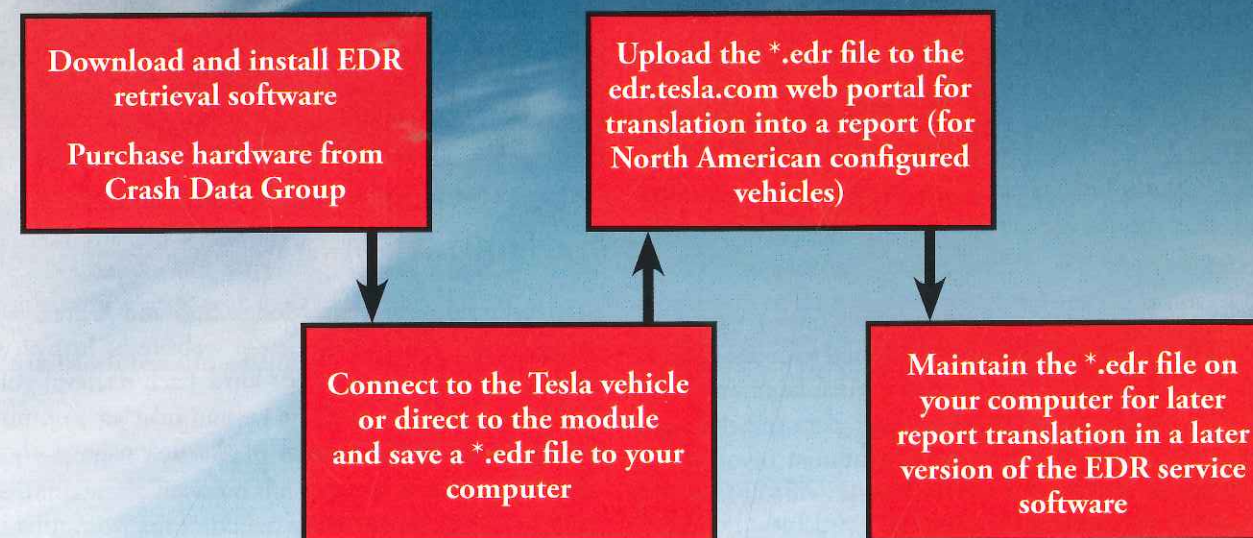 Download and install EDR
retrieval software
Purchase hardware from
Crash Data Group
Connect to the Tesla vehicle
or direct to the module
and save a *.edr file to your
computer
Upload the *.edr file to the
edr.tesla.com web portal for
translation into a report (for
North American configured
vehicles)
Maintain the *.edr file on
your computer for later
report translation in a later
version of the EDR service
software